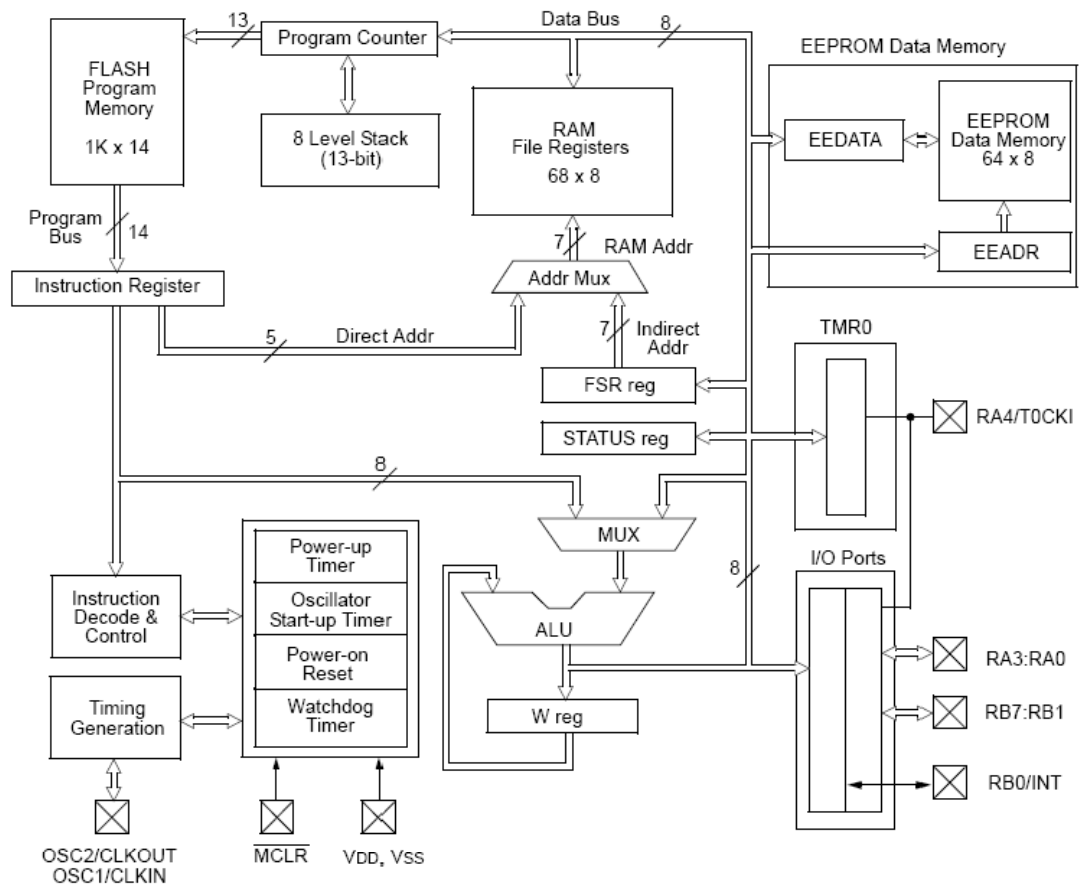 13
Program Counter
Data Bus
8
EEPROM Data Memory
FLASH
Program
Memory
1K x 14
8 Level Stack
(13-bit)
RAM
File Registers
68 x 8
EEDATA
EEPROM
Data Memory
64 x 8
Program
Bus
14
7
RAM Addr
EEADR
Instruction Register
Addr Mux
5
Direct Addr
7
Indirect
Addr
TMR0
FSR reg
RA4/T0CKI
STATUS reg
8
MUX
Power-up
Timer
8
I/O Ports
Instruction
Decode &
Control
Oscillator
Start-up Timer
ALU
Power-on
Reset
RA3:RA0
Timing
Generation
Watchdog
Timer
W reg
RB7:RB1
RB0/INT
OSC2/CLKOUT
OSC1/CLKIN
MCLR
VDD, VSS